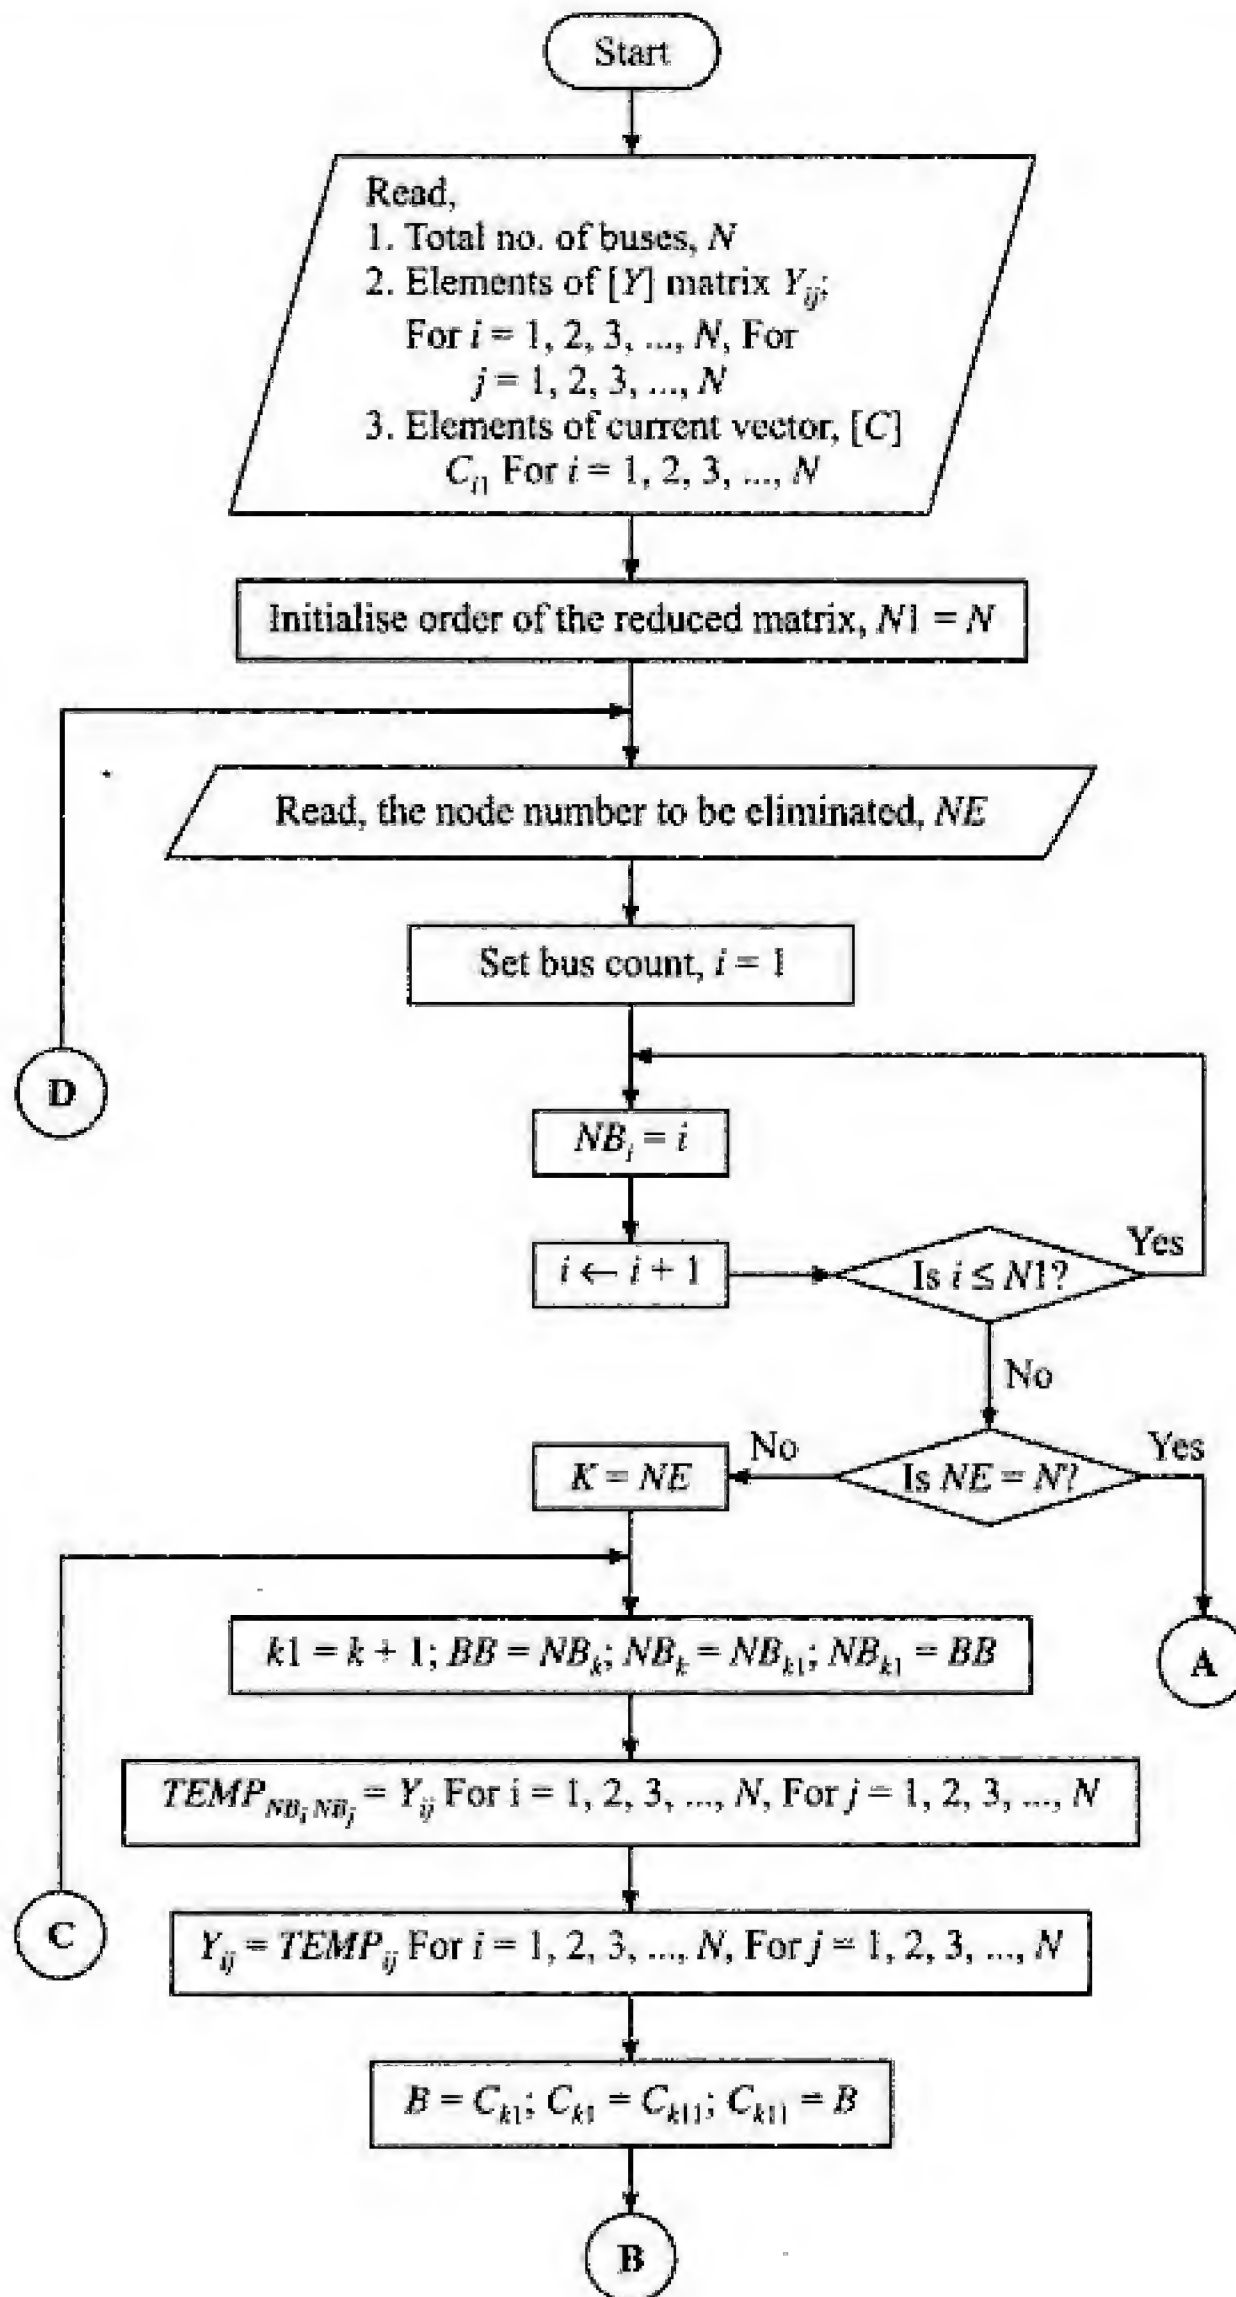 Start
Read,
1. Total no. of buses, N
2. Elements of [Y] matrix Y_ij;
For i = 1, 2, 3, ..., N, For
j = 1, 2, 3, ..., N
3. Elements of current vector, [C]
C_i1 For i = 1, 2, 3, ..., N
Initialise order of the reduced matrix, N1 = N
Read, the node number to be eliminated, NE
Set bus count, i = 1
D
NB_i = i
i ← i + 1
Is i ≤ N1?
Yes
No
Is NE = N?
No
Yes
K = NE
k1 = k + 1; BB = NB_k; NB_k = NB_k1; NB_k1 = BB
A
TEMP_NB_i NB_j = Y_ij For i = 1, 2, 3, ..., N, For j = 1, 2, 3, ..., N
C
Y_ij = TEMP_ij For i = 1, 2, 3, ..., N, For j = 1, 2, 3, ..., N
B = C_k1; C_k1 = C_k11; C_k11 = B
B